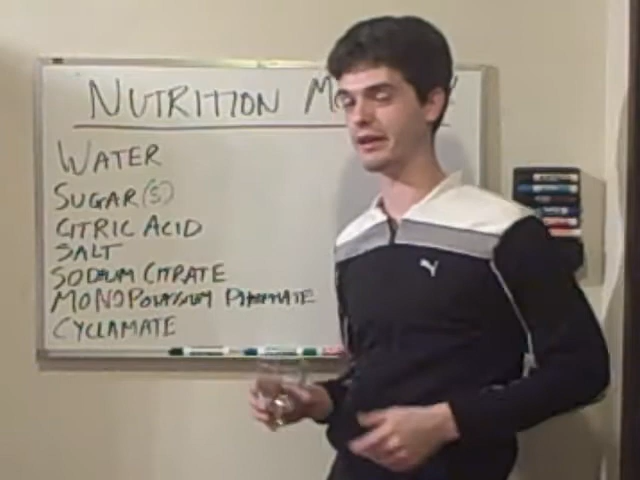 NUTRITION M
WATER
SUGAR(S)
CITRIC ACID
SALT
SODIUM CITRATE
MONOPOTASSIUM PHOSPHATE
CYCLAMATE